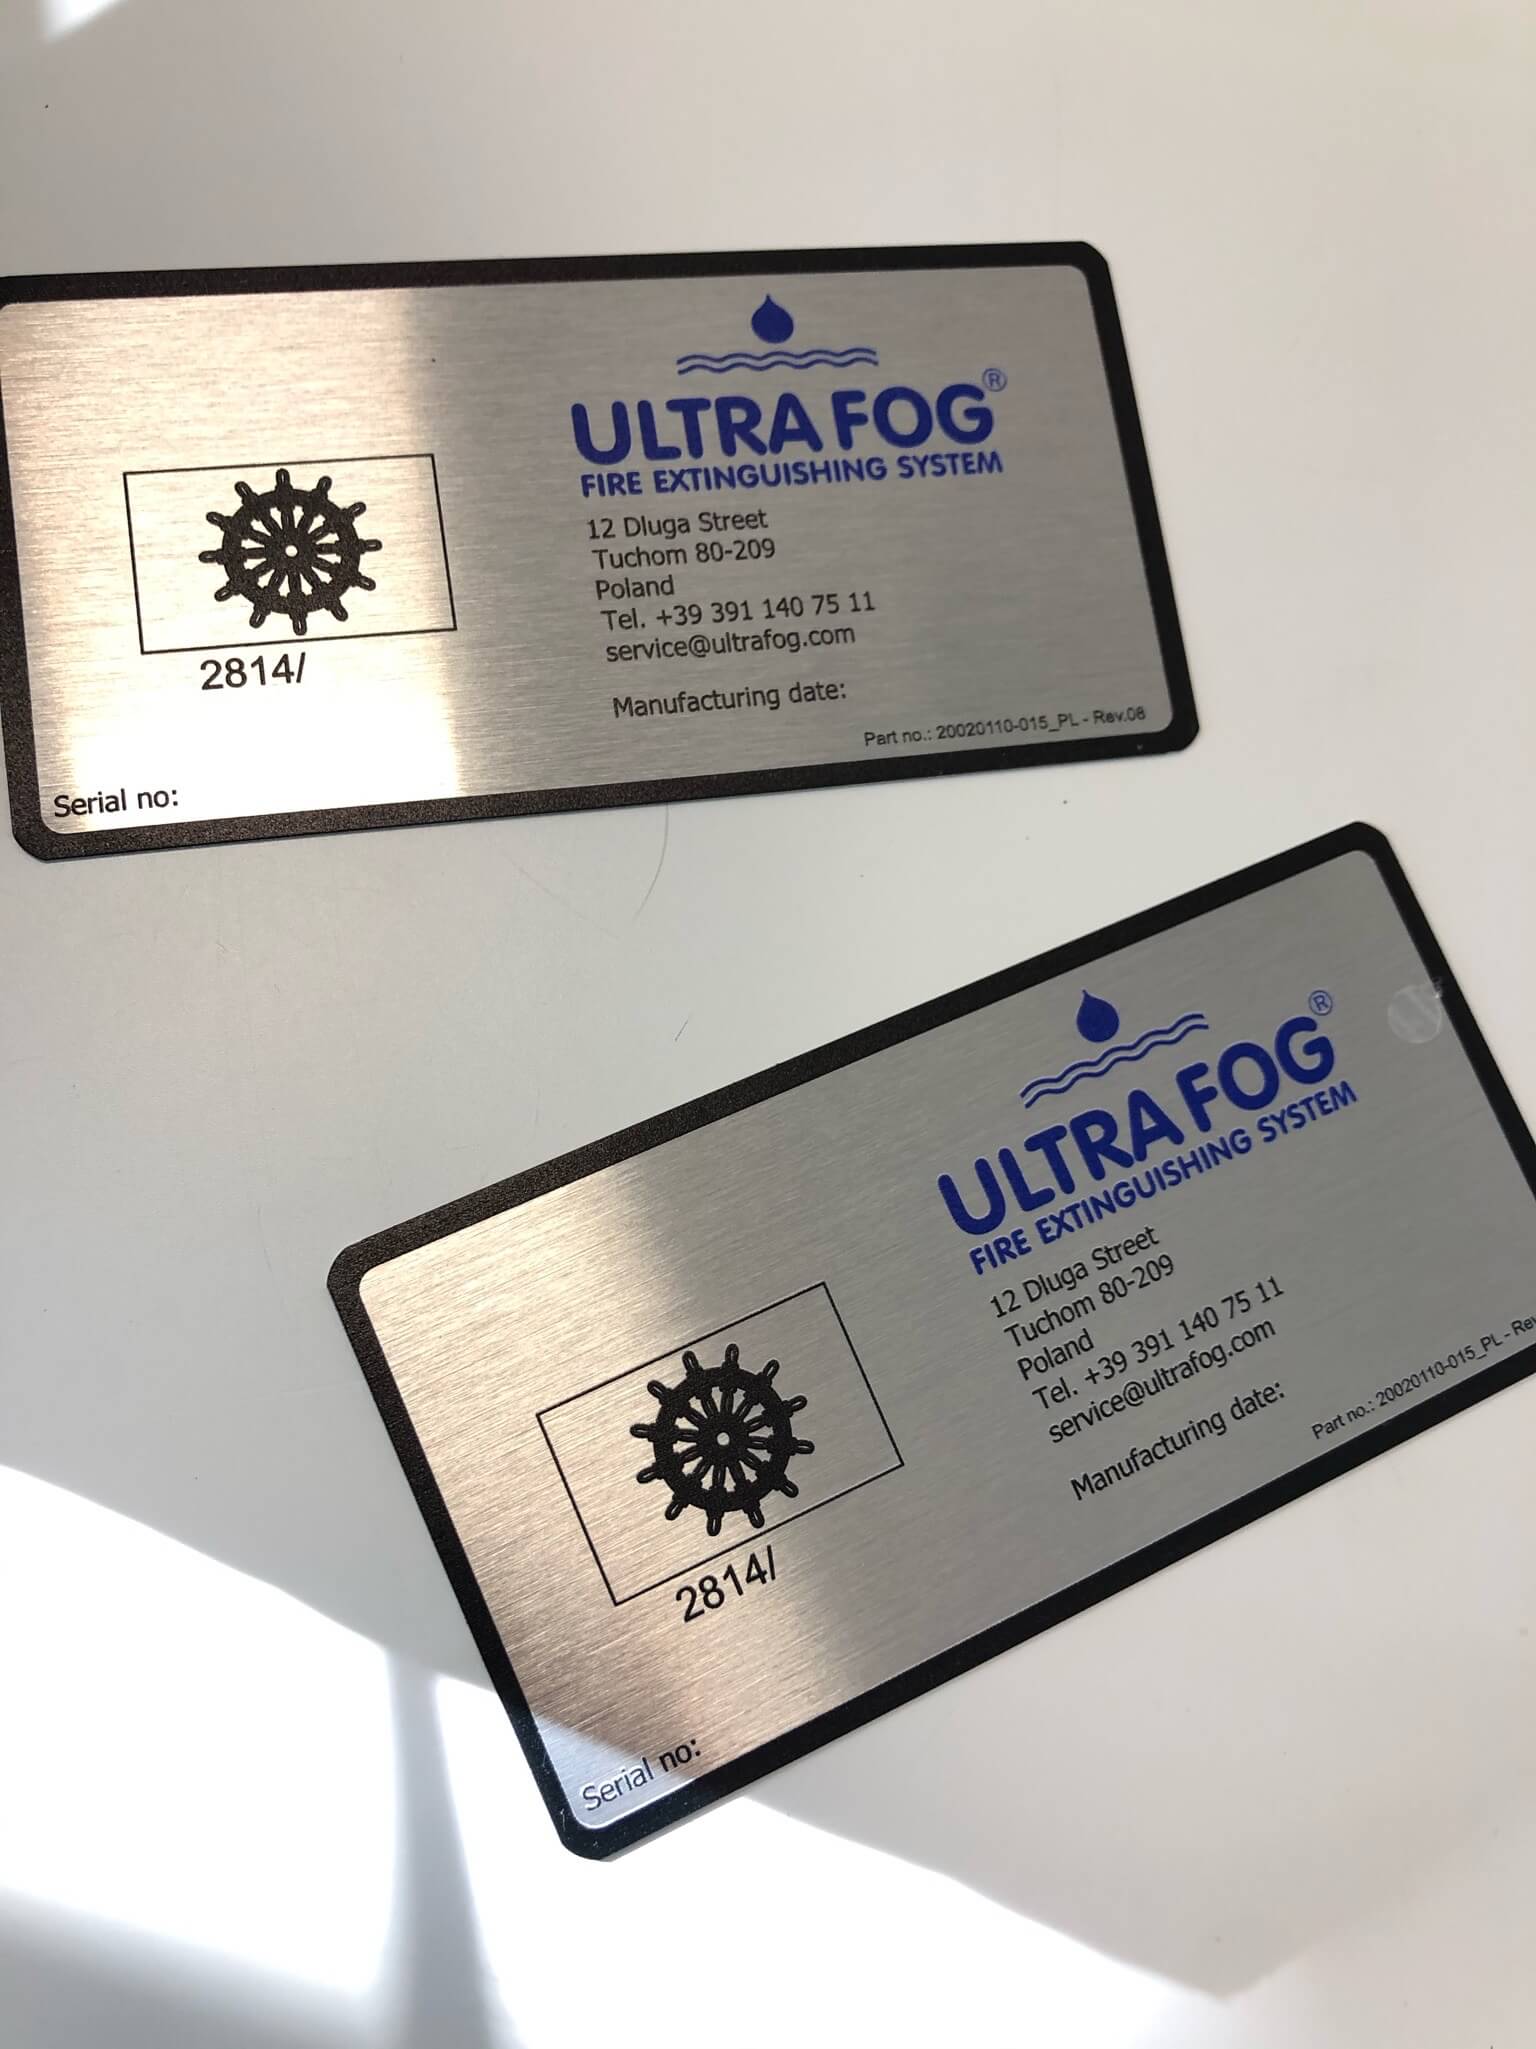 ULTRA FOG®
FIRE EXTINGUISHING SYSTEM
12 Dluga Street
Tuchom 80-209
Poland
Tel. +39 391 140 75 11
service@ultrafog.com
Manufacturing date:
Part no.: 20020110-015_PL - Rev.08
2814/
Serial no:
ULTRA FOG®
FIRE EXTINGUISHING SYSTEM
12 Dluga Street
Tuchom 80-209
Poland
Tel. +39 391 140 75 11
service@ultrafog.com
Manufacturing date:
Part no.: 20020110-015_PL - Rev
2814/
Serial no: